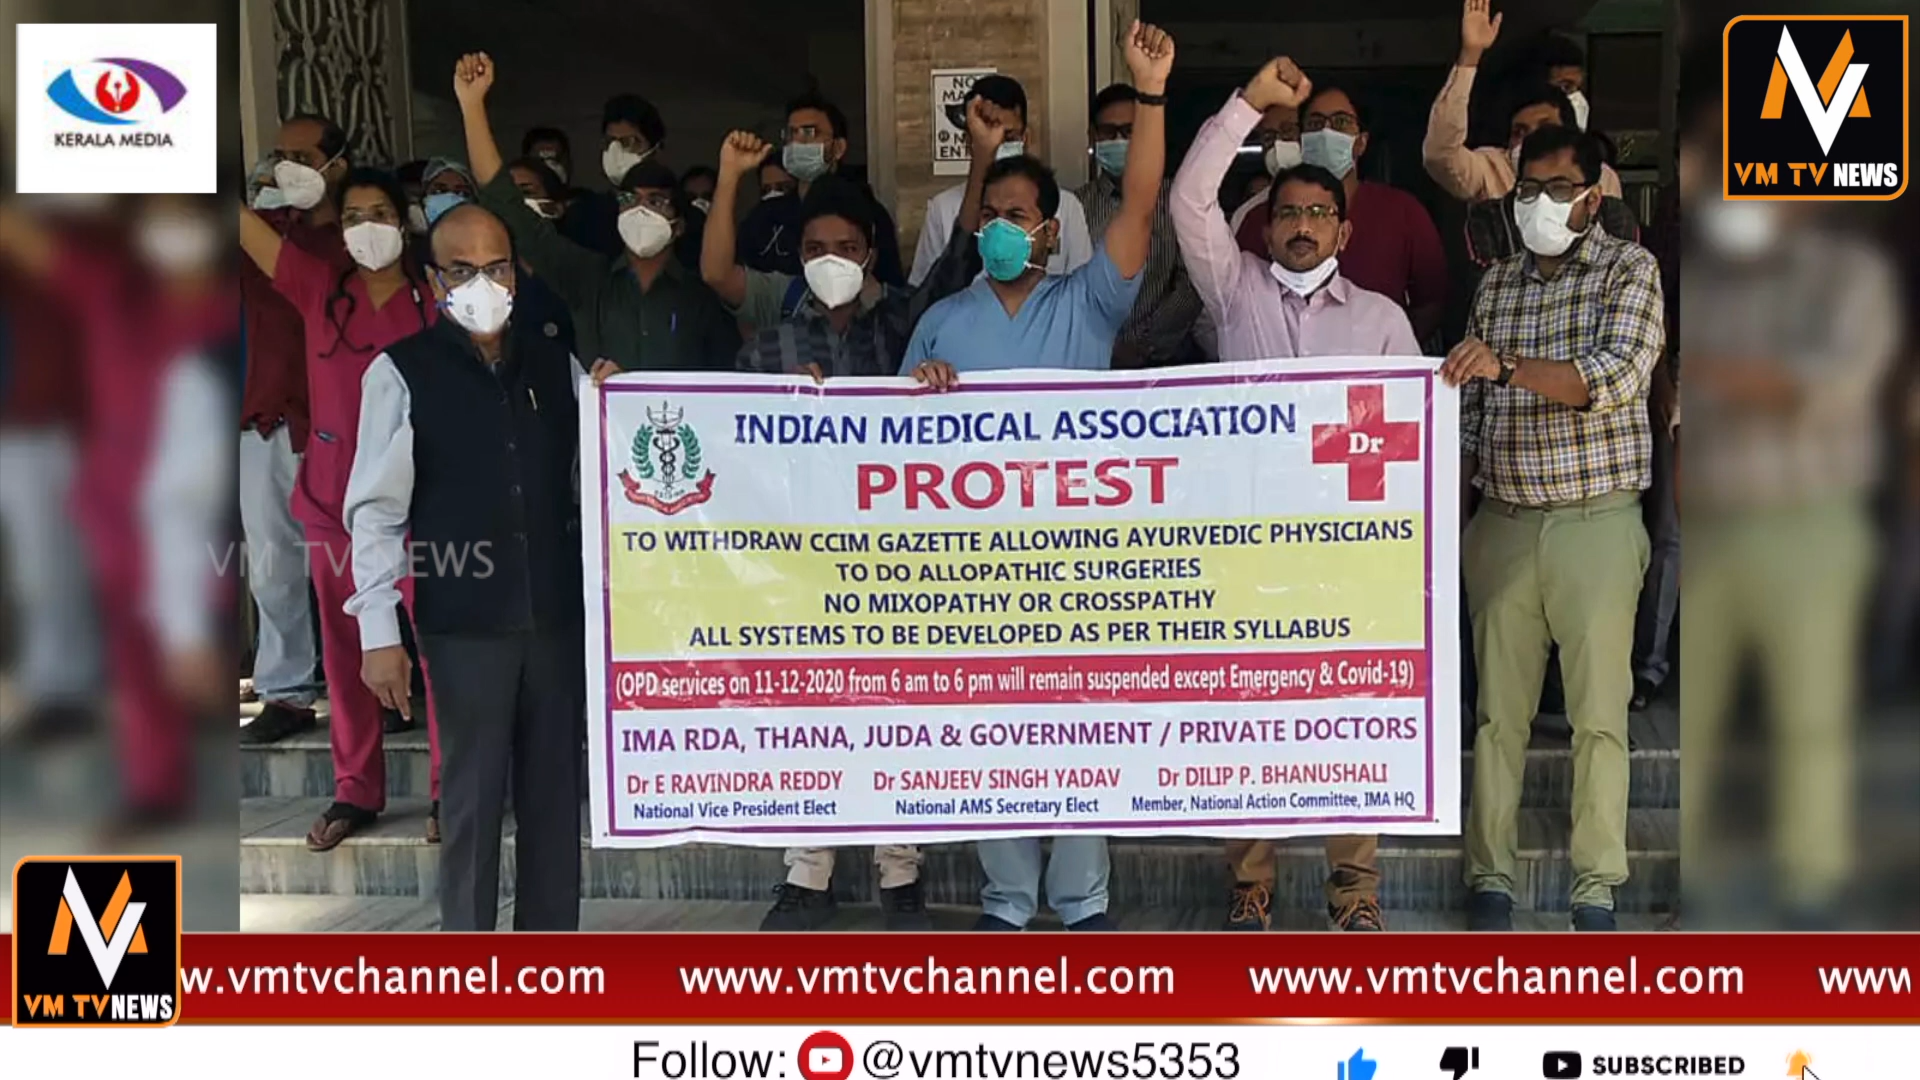 KERALA MEDIA
VM TV NEWS
NO
MA
N
ENT
INDIAN MEDICAL ASSOCIATION
Dr
PROTEST
TO WITHDRAW CCIM GAZETTE ALLOWING AYURVEDIC PHYSICIANS
TO DO ALLOPATHIC SURGERIES
NO MIXOPATHY OR CROSSPATHY
ALL SYSTEMS TO BE DEVELOPED AS PER THEIR SYLLABUS
(OPD services on 11-12-2020 from 6 am to 6 pm will remain suspended except Emergency & Covid-19)
IMA RDA, THANA, JUDA & GOVERNMENT / PRIVATE DOCTORS
Dr E RAVINDRA REDDY Dr SANJEEV SINGH YADAV Dr DILIP P. BHANUSHALI
National Vice President Elect National AMS Secretary Elect Member, National Action Committee, IMA HQ
VM TV NEWS
VM TV NEWS
w.vmtvchannel.com www.vmtvchannel.com www.vmtvchannel.com www
Follow: @vmtvnews5353 SUBSCRIBED